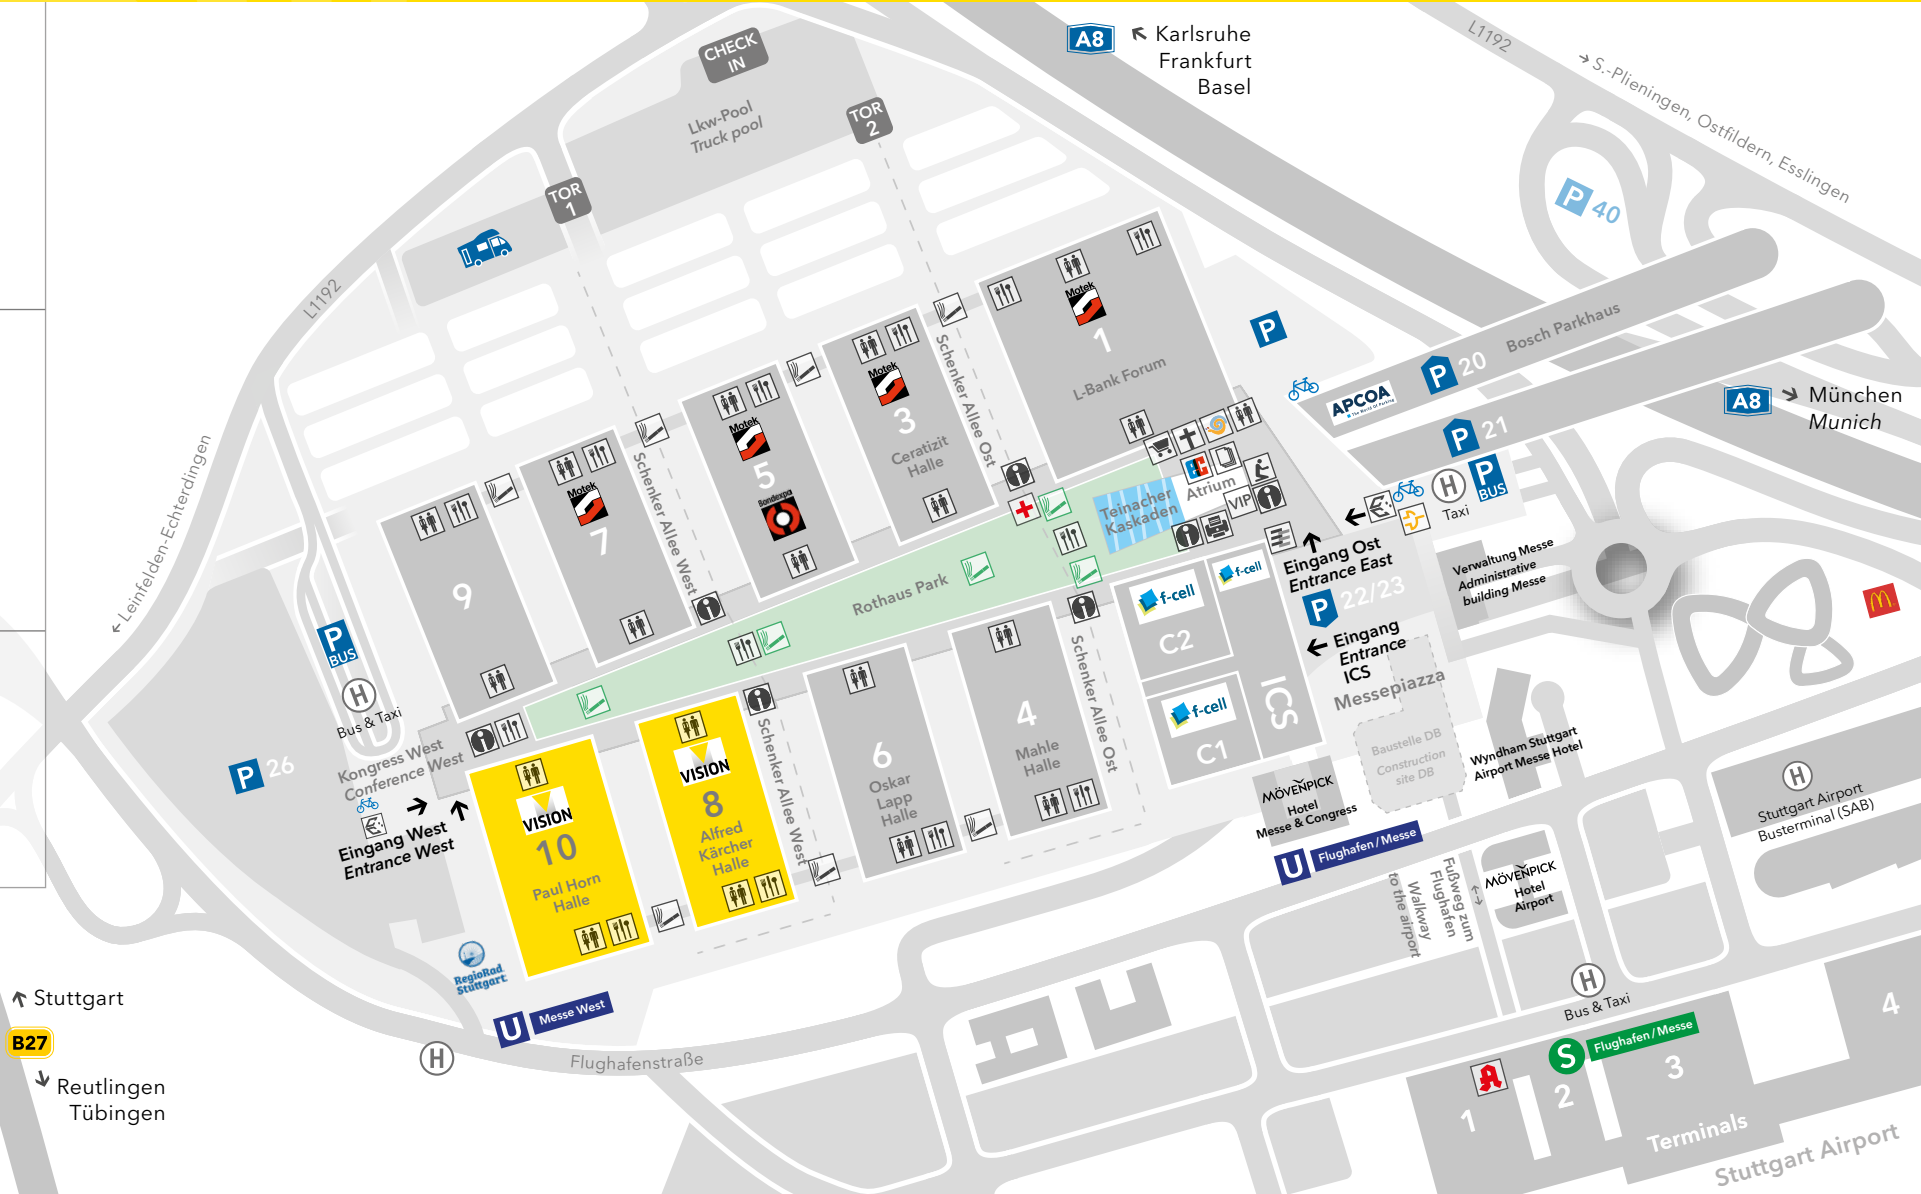 CHECK
IN
Lkw-Pool
Truck pool
TOR
1
TOR
2
A8
Karlsruhe
Frankfurt
Basel
L1192
S.-Plieningen, Ostfildern, Esslingen
P 40
L1192
Leinfelden-Echterdingen
Motek
1
L-Bank Forum
Motek
3
Ceratizit
Halle
Motek
5
Bondexpo
Motek
7
9
Schenker Allee West
Schenker Allee Ost
P
Bosch Parkhaus
P 20
APCOA
P 21
A8
München
Munich
H
Taxi
P
BUS
Teinacher
Kaskaden
Atrium
VIP
Rothaus Park
Eingang Ost
Entrance East
P 22/23
Eingang
Entrance
ICS
Messepiazza
Verwaltung Messe
Administrative
building Messe
f-cell
f-cell
C2
f-cell
C1
ICS
P
BUS
H
Bus & Taxi
P 26
Kongress West
Conference West
Eingang West
Entrance West
VISION
10
Paul Horn
Halle
VISION
8
Alfred
Kärcher
Halle
Schenker Allee West
6
Oskar
Lapp
Halle
4
Mahle
Halle
Schenker Allee Ost
Baustelle DB
Construction
site DB
Wyndham Stuttgart
Airport Messe Hotel
MÖVENPICK
Hotel
Messe & Congress
U Flughafen / Messe
H
Stuttgart Airport
Busterminal (SAB)
Fußweg zum
Flughafen
Walkway
to the airport
MÖVENPICK
Hotel
Airport
RegioRad
Stuttgart
U Messe West
H
Flughafenstraße
Stuttgart
B27
Reutlingen
Tübingen
H
Bus & Taxi
S Flughafen / Messe
1
2
3
4
Terminals
Stuttgart Airport